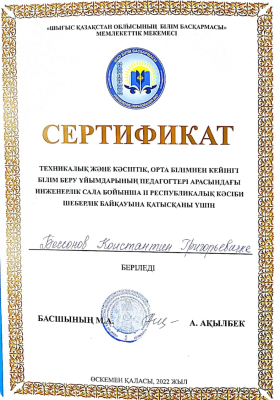 «ШЫҒЫС ҚАЗАҚСТАН ОБЛЫСЫНЫҢ БІЛІМ БАСҚАРМАСЫ»
МЕМЛЕКЕТТІК МЕКЕМЕСІ
СЕРТИФИКАТ
ТЕХНИКАЛЫҚ ЖӘНЕ КӘСІПТІК, ОРТА БІЛІМНЕН КЕЙІНГІ
БІЛІМ БЕРУ ҰЙЫМДАРЫНЫҢ ПЕДАГОГТЕРІ АРАСЫНДАҒЫ
ИНЖЕНЕРЛІК САЛА БОЙЫНША ІІ РЕСПУБЛИКАЛЫҚ КӘСІБИ
ШЕБЕРЛІК БАЙҚАУЫНА ҚАТЫСҚАНЫ ҮШІН
Бессонов Константин Григорьевичке
БЕРІЛЕДІ
БАСШЫНЫҢ М.А. А. АҚЫЛБЕК
ӨСКЕМЕН ҚАЛАСЫ, 2022 ЖЫЛ